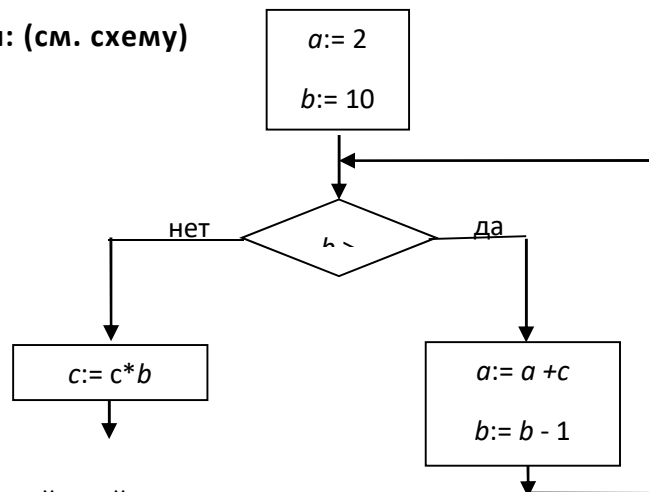 (см. схему)
a:= 2
b:= 10
нет
да
c:= c*b
a:= a +c
b:= b - 1